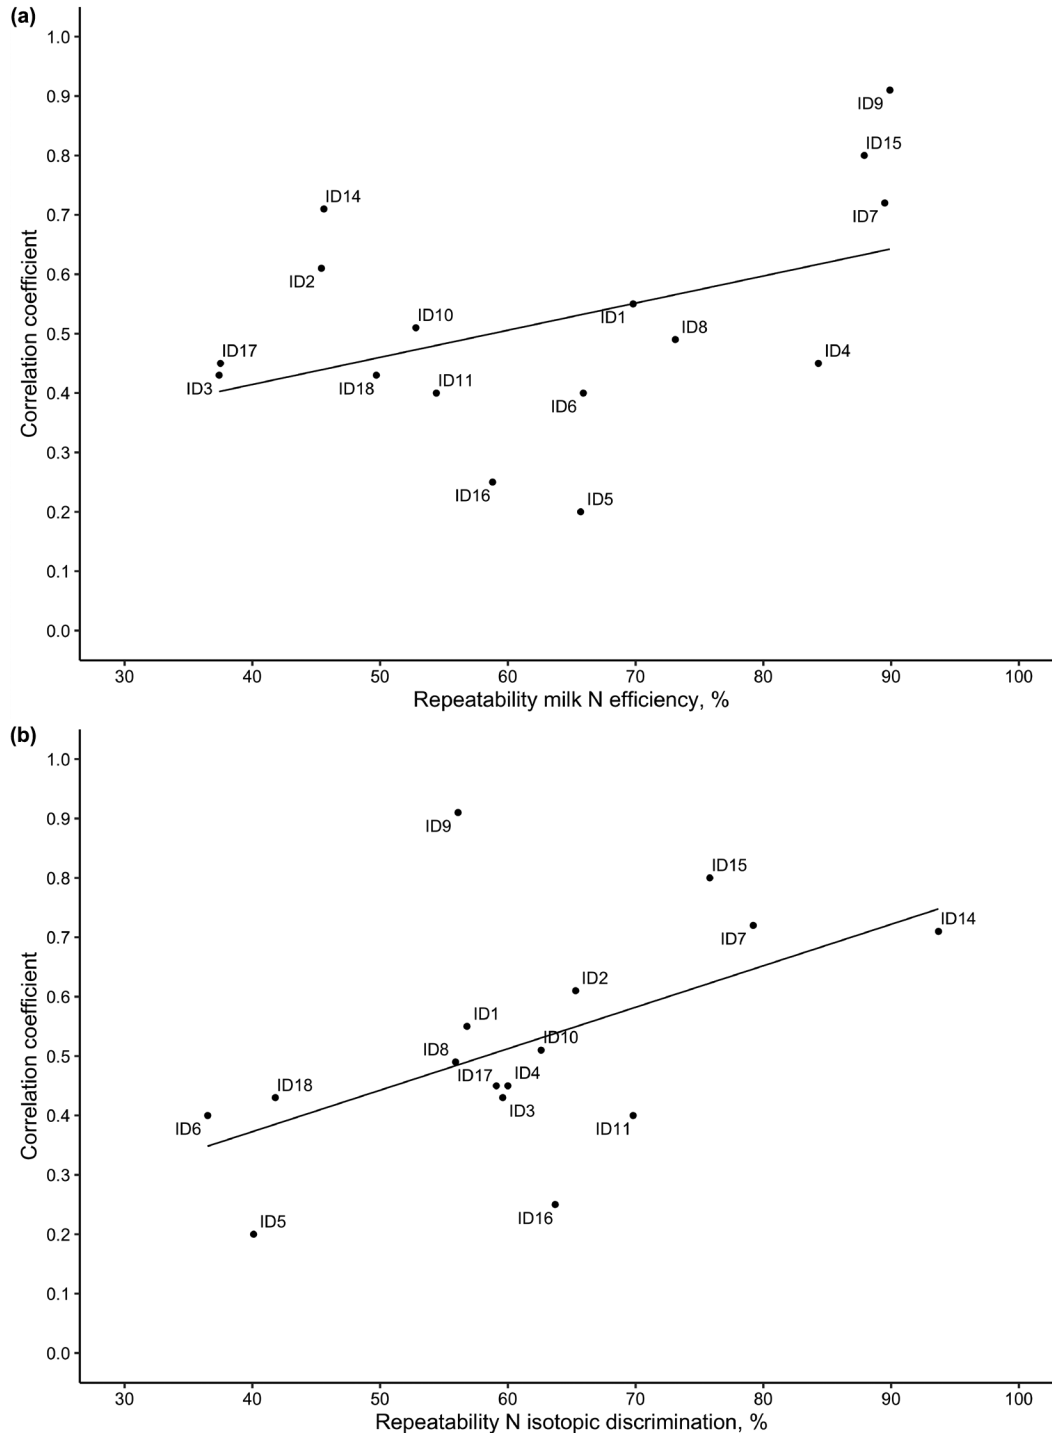 (a)
1.0
0.9
ID9
ID15
0.8
ID14
0.7
ID7
ID2
0.6
ID10
ID1
ID8
0.5
ID17
ID4
ID3
ID18
ID11
ID6
0.4
0.3
ID16
ID5
0.2
0.1
0.0
Correlation coefficient
30 40 50 60 70 80 90 100
Repeatability milk N efficiency, %
(b)
1.0
0.9
ID9
ID15
0.8
ID14
0.7
ID7
ID2
0.6
ID1
ID10
ID8
0.5
ID17
ID4
ID18
ID3
0.4
ID6
ID11
0.3
ID16
ID5
0.2
0.1
0.0
Correlation coefficient
30 40 50 60 70 80 90 100
Repeatability N isotopic discrimination, %